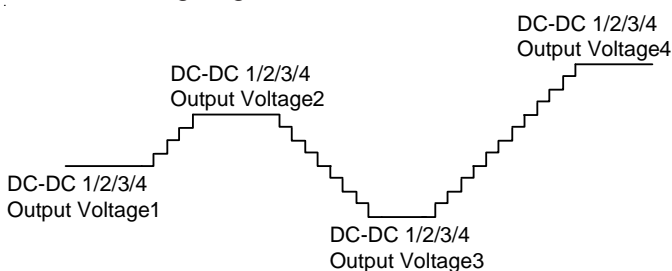 DC-DC 1/2/3/4
Output Voltage4
DC-DC 1/2/3/4
Output Voltage2
DC-DC 1/2/3/4
Output Voltage1
DC-DC 1/2/3/4
Output Voltage3